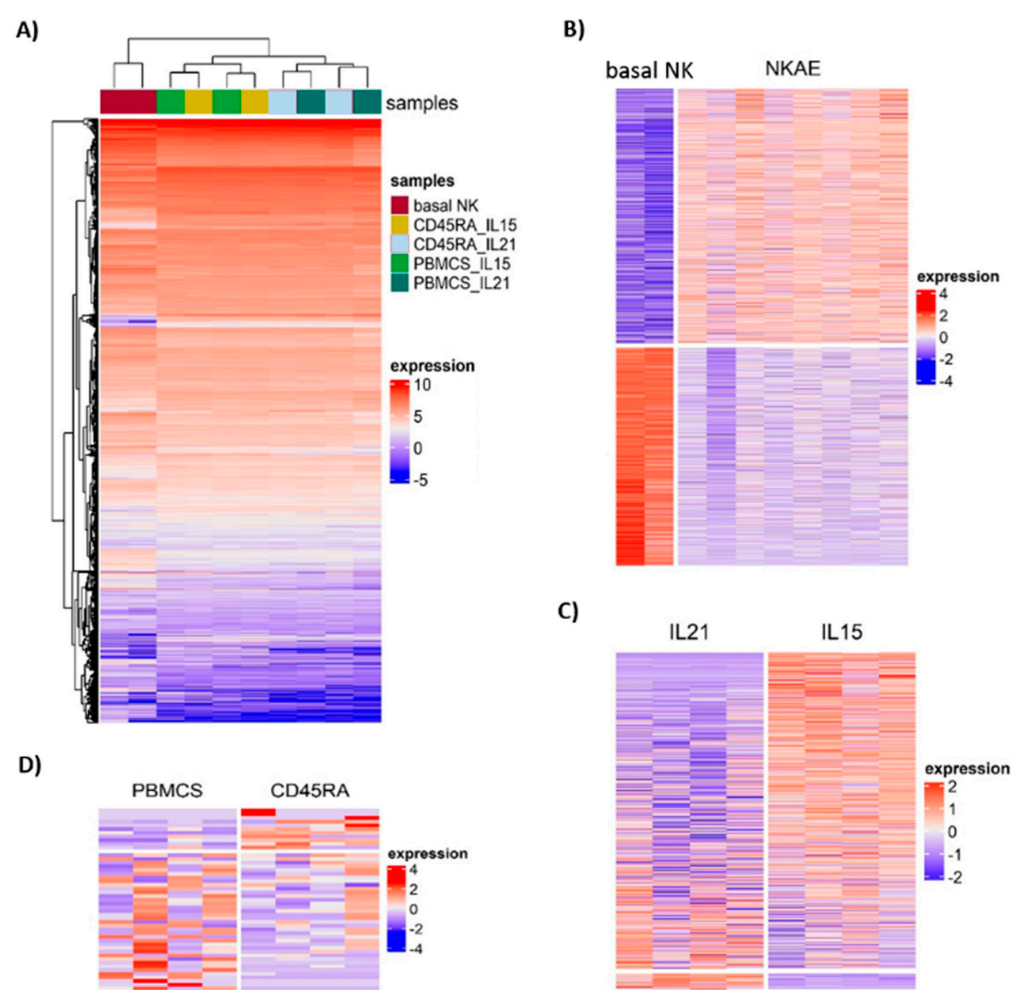 A)
samples
samples
basal NK
CD45RA_IL15
CD45RA_IL21
PBMCS_IL15
PBMCS_IL21
expression
10
5
0
-5
B)
basal NK NKAE
expression
4
2
0
-2
-4
C)
IL21 IL15
expression
2
1
0
-1
-2
D)
PBMCS CD45RA
expression
4
2
0
-2
-4